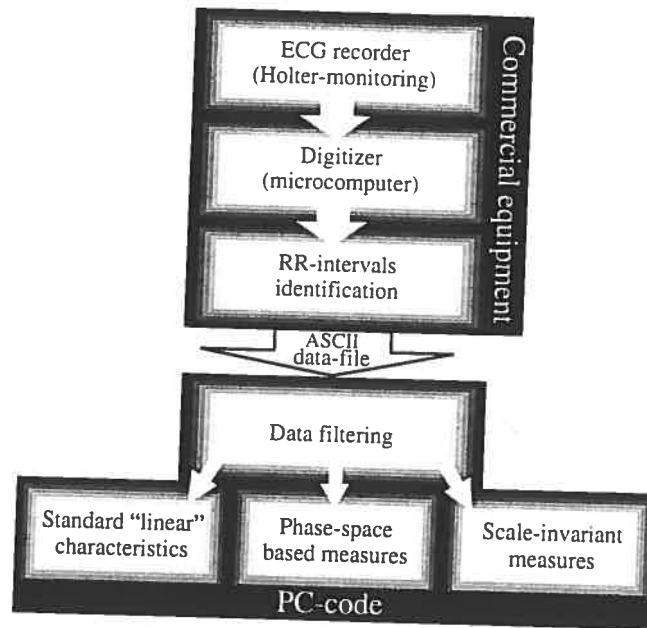 ECG recorder
(Holter-monitoring)
Digitizer
(microcomputer)
RR-intervals
identification
Commercial equipment
ASCII
data-file
Data filtering
Standard “linear”
characteristics
Phase-space
based measures
Scale-invariant
measures
PC-code